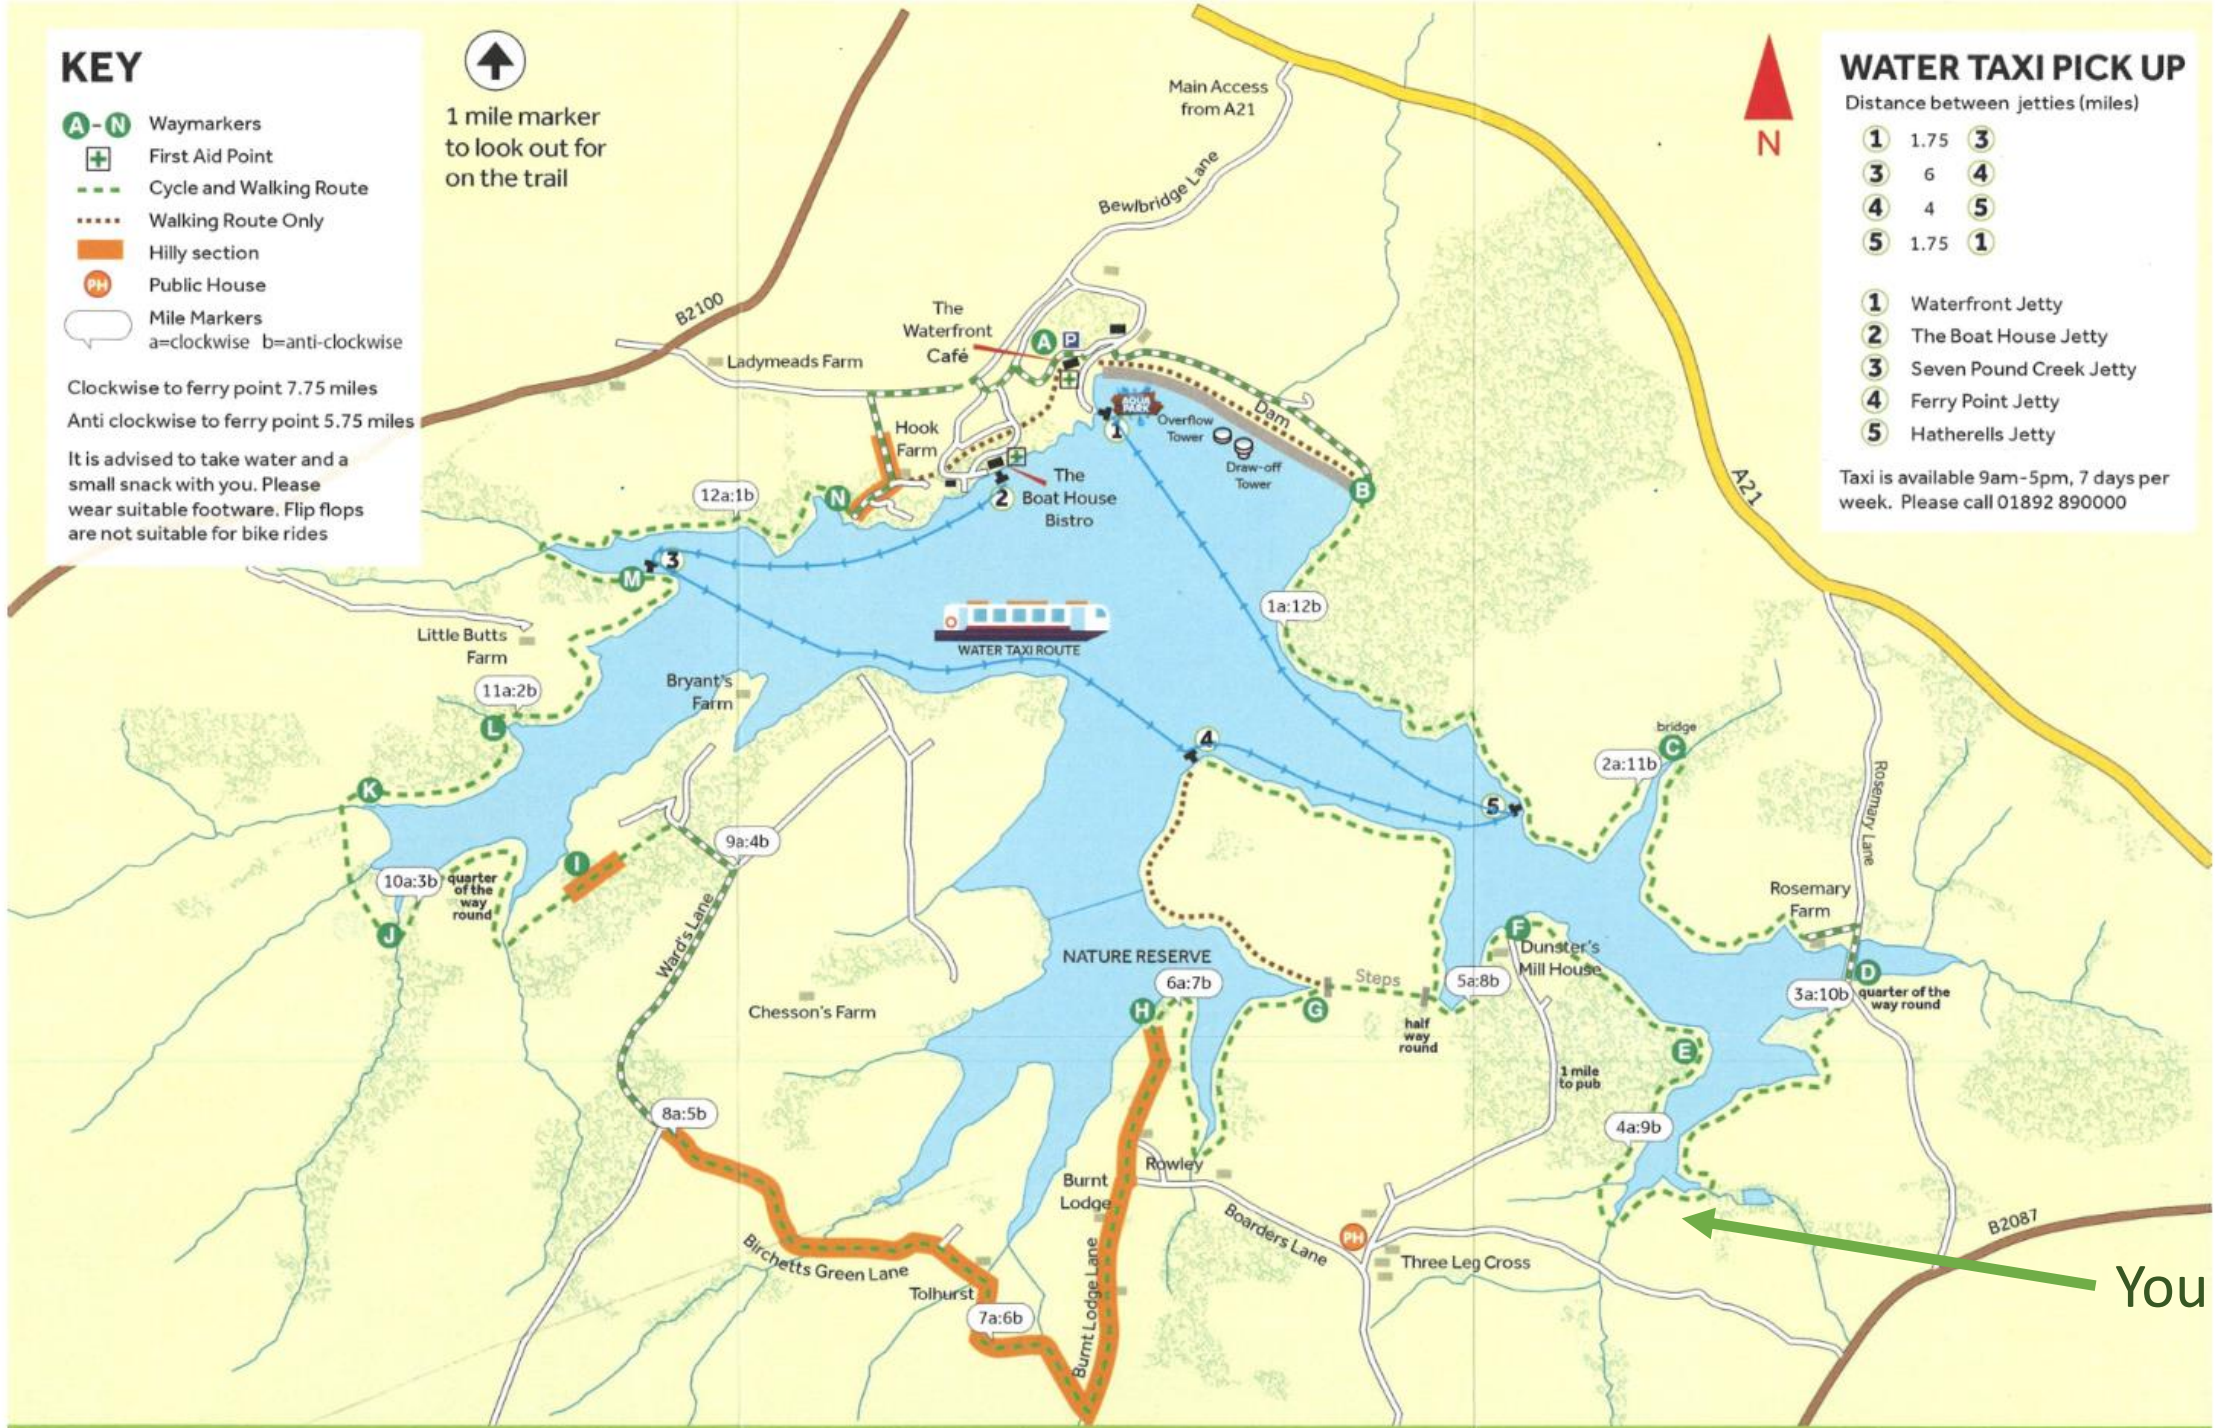 KEY
A - N Waymarkers
First Aid Point
Cycle and Walking Route
Walking Route Only
Hilly section
PH Public House
Mile Markers
a=clockwise b=anti-clockwise
Clockwise to ferry point 7.75 miles
Anti clockwise to ferry point 5.75 miles
It is advised to take water and a
small snack with you. Please
wear suitable footware. Flip flops
are not suitable for bike rides
1 mile marker
to look out for
on the trail
N
WATER TAXI PICK UP
Distance between jetties (miles)
1 1.75 3
3 6 4
4 4 5
5 1.75 1
1 Waterfront Jetty
2 The Boat House Jetty
3 Seven Pound Creek Jetty
4 Ferry Point Jetty
5 Hatherells Jetty
Taxi is available 9am-5pm, 7 days per
week. Please call 01892 890000
Main Access
from A21
Bewlbridge Lane
B2100
The
Waterfront
Café
A
P
Ladymeads Farm
AQUA
PARK
Overflow
Tower
Dam
Draw-off
Tower
1
B
Hook
Farm
The
Boat House
Bistro
2
12a:1b
N
A21
3
M
1a:12b
WATER TAXI ROUTE
Little Butts
Farm
Bryant's
Farm
11a:2b
L
4
bridge
C
2a:11b
K
5
Rosemary Lane
9a:4b
I
10a:3b
quarter
of the
way
round
J
Rosemary
Farm
Ward's Lane
F
Dunster's
Mill House
NATURE RESERVE
6a:7b
Steps
5a:8b
D
3a:10b
quarter of the
way round
H
G
Chesson's Farm
half
way
round
E
1 mile
to pub
8a:5b
4a:9b
Rowley
Burnt
Lodge
Boarders Lane
PH
Three Leg Cross
B2087
Birchetts Green Lane
Burnt Lodge Lane
Tolhurst
7a:6b
You